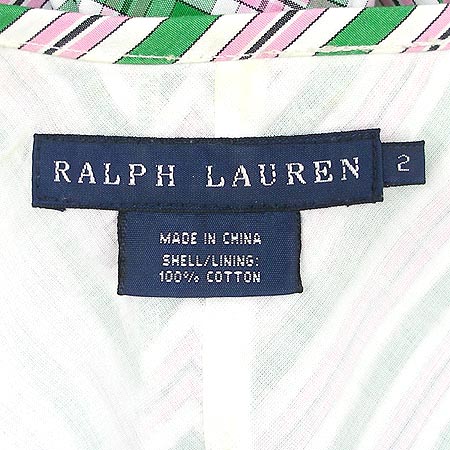 RALPH LAUREN 2
MADE IN CHINA
SHELL/LINING:
100% COTTON